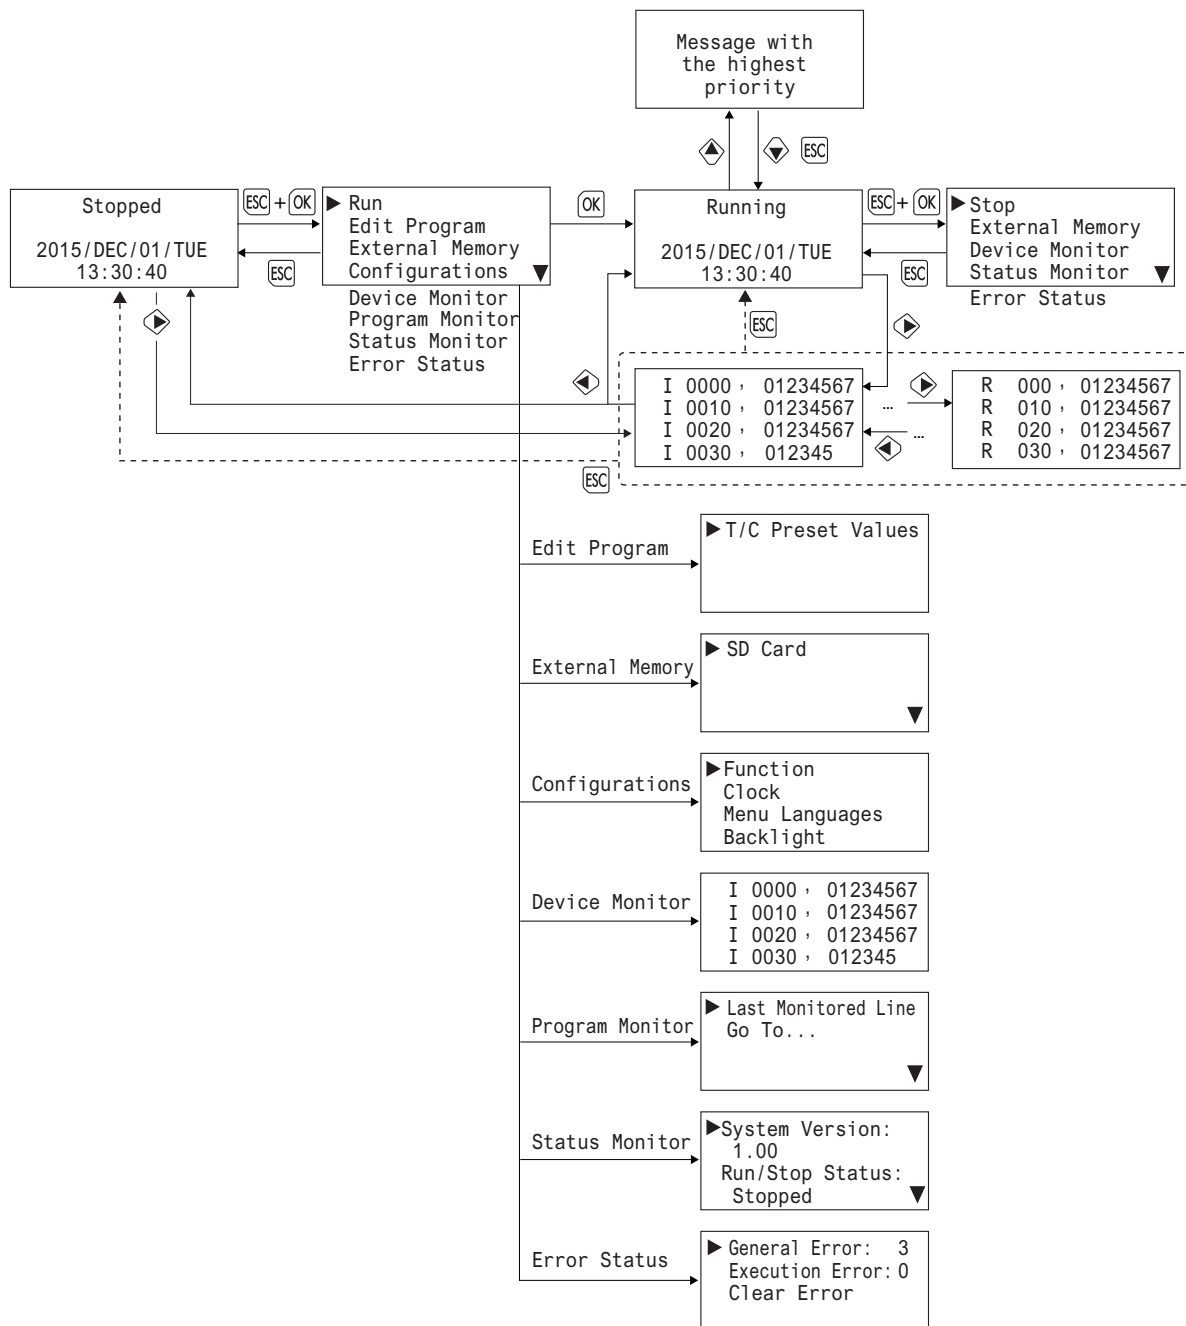 Message with
the highest
priority
ESC
Stopped
2015/DEC/01/TUE
13:30:40
ESC + OK
ESC
Run
Edit Program
External Memory
Configurations
Device Monitor
Program Monitor
Status Monitor
Error Status
OK
Running
2015/DEC/01/TUE
13:30:40
ESC + OK
ESC
Stop
External Memory
Device Monitor
Status Monitor
Error Status
ESC
I 0000, 01234567
I 0010, 01234567
I 0020, 01234567
I 0030, 012345
...
...
R 000, 01234567
R 010, 01234567
R 020, 01234567
R 030, 01234567
ESC
Edit Program
T/C Preset Values
External Memory
SD Card
Configurations
Function
Clock
Menu Languages
Backlight
Device Monitor
I 0000, 01234567
I 0010, 01234567
I 0020, 01234567
I 0030, 012345
Program Monitor
Last Monitored Line
Go To...
Status Monitor
System Version:
1.00
Run/Stop Status:
Stopped
Error Status
General Error: 3
Execution Error: 0
Clear Error